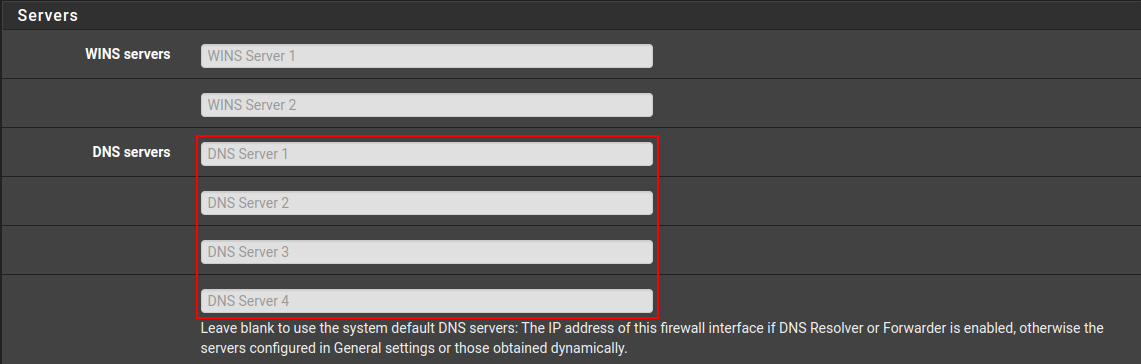 Servers
WINS servers
WINS Server 1
WINS Server 2
DNS servers
DNS Server 1
DNS Server 2
DNS Server 3
DNS Server 4
Leave blank to use the system default DNS servers: The IP address of this firewall interface if DNS Resolver or Forwarder is enabled, otherwise the
servers configured in General settings or those obtained dynamically.